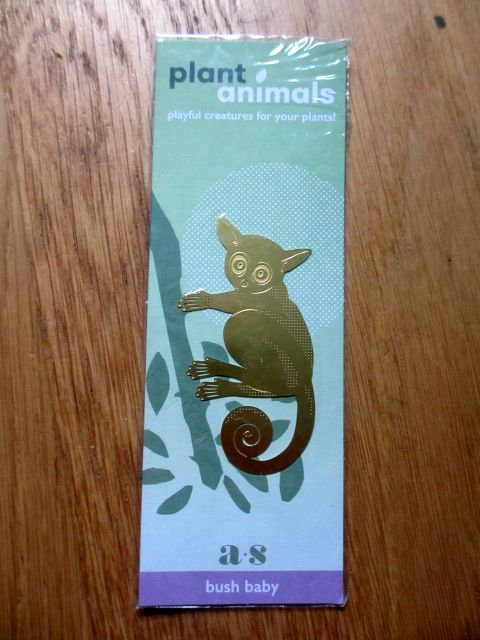 plant
animals
playful creatures for your plants!
a·s
bush baby